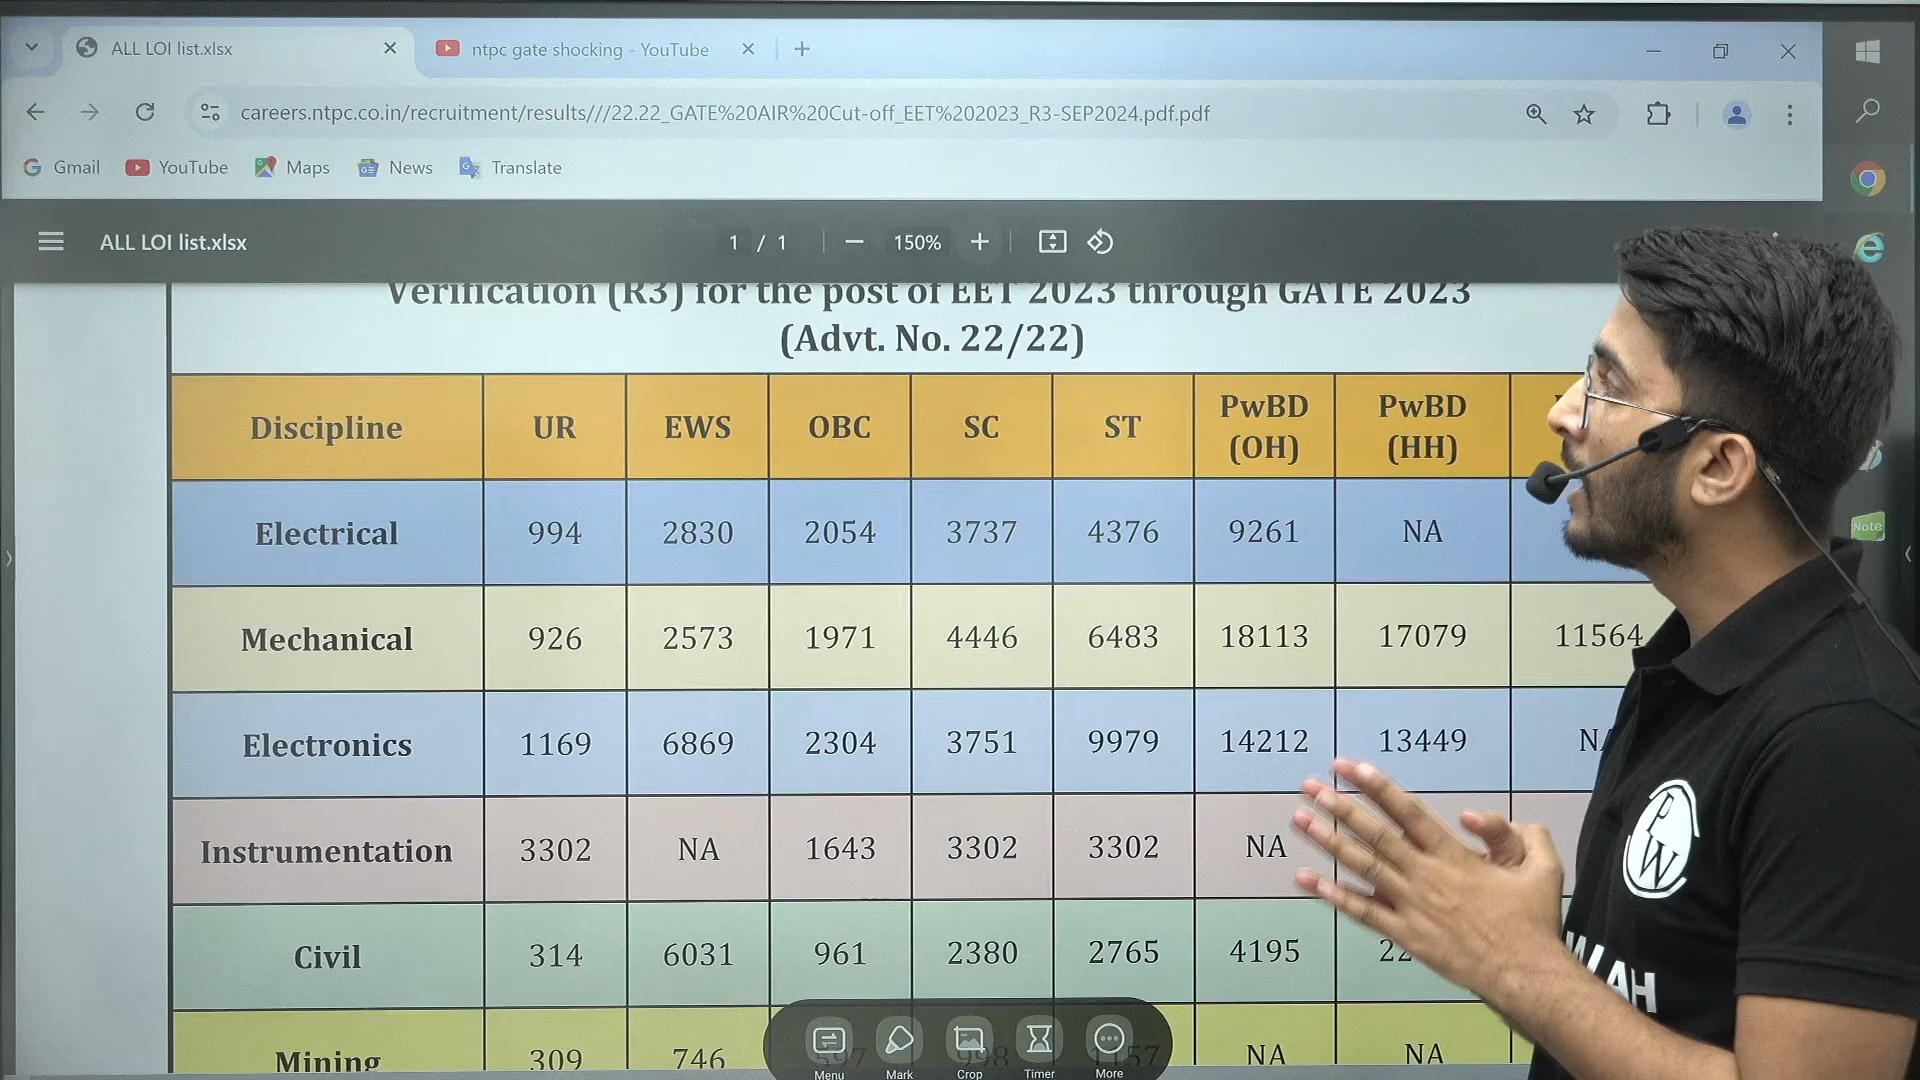 ALL LOI list.xlsx
ntpc gate shocking - YouTube
careers.ntpc.co.in/recruitment/results///22.22_GATE%20AIR%20Cut-off_EET%202023_R3-SEP2024.pdf.pdf
Gmail YouTube Maps News Translate
ALL LOI list.xlsx 1 / 1 150%
Verification (R3) for the post of EET 2023 through GATE 2023
(Advt. No. 22/22)
Discipline UR EWS OBC SC ST PwBD (OH) PwBD (HH)
Electrical 994 2830 2054 3737 4376 9261 NA
Mechanical 926 2573 1971 4446 6483 18113 17079 11564
Electronics 1169 6869 2304 3751 9979 14212 13449 NA
Instrumentation 3302 NA 1643 3302 3302 NA
Civil 314 6031 961 2380 2765 4195
Mining 309 746 NA NA
Menu Mark Crop Timer More
Note
PW